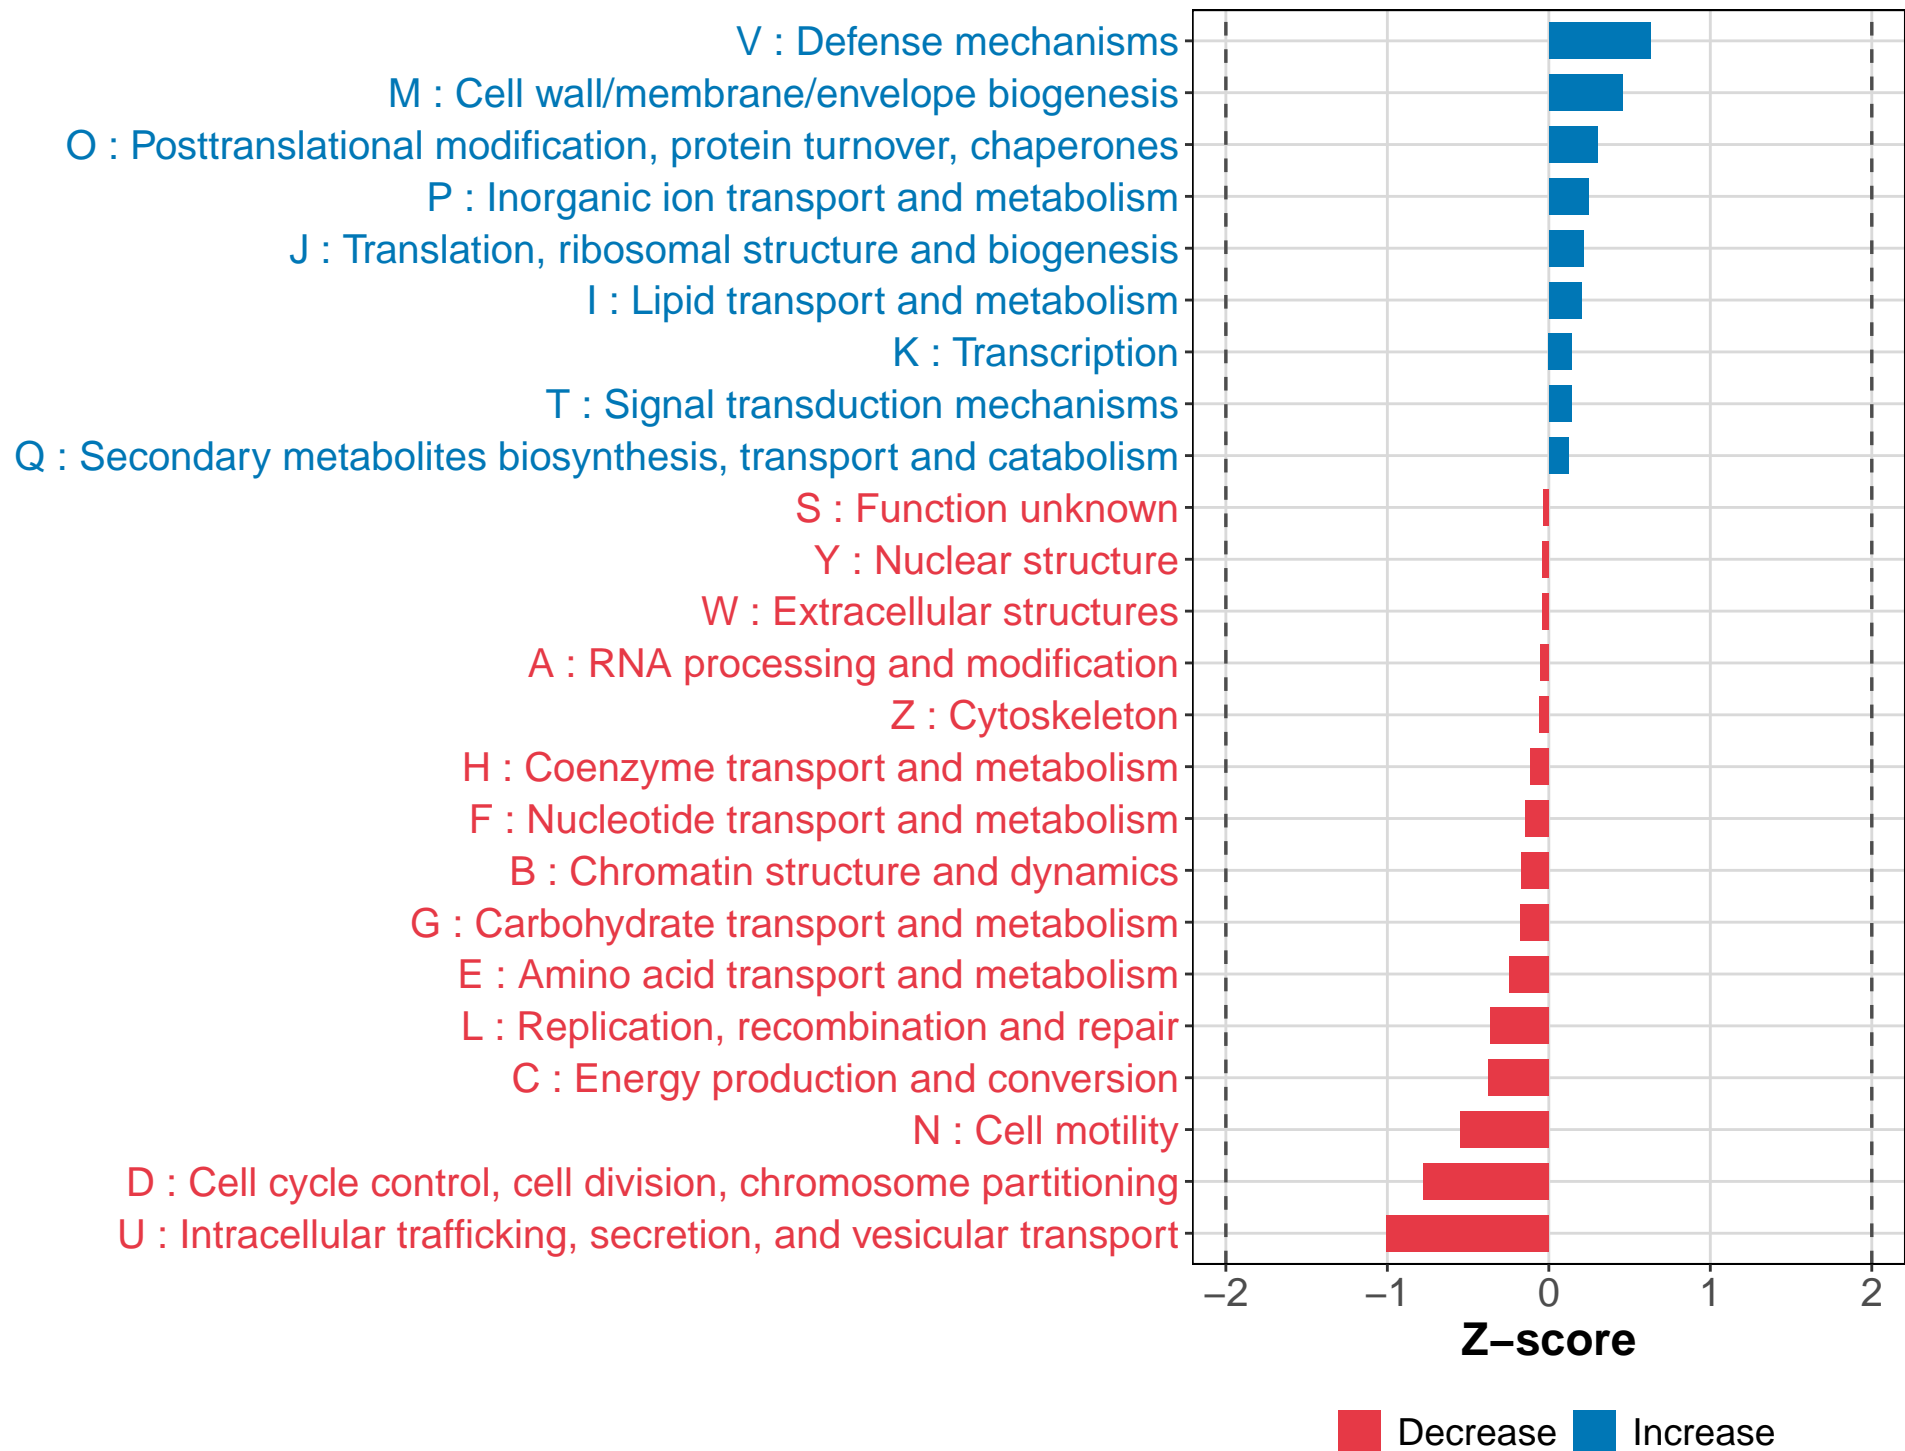 V : Defense mechanisms
M : Cell wall/membrane/envelope biogenesis
O : Posttranslational modification, protein turnover, chaperones
P : Inorganic ion transport and metabolism
J : Translation, ribosomal structure and biogenesis
I : Lipid transport and metabolism
K : Transcription
T : Signal transduction mechanisms
Q : Secondary metabolites biosynthesis, transport and catabolism
S : Function unknown
Y : Nuclear structure
W : Extracellular structures
A : RNA processing and modification
Z : Cytoskeleton
H : Coenzyme transport and metabolism
F : Nucleotide transport and metabolism
B : Chromatin structure and dynamics
G : Carbohydrate transport and metabolism
E : Amino acid transport and metabolism
L : Replication, recombination and repair
C : Energy production and conversion
N : Cell motility
D : Cell cycle control, cell division, chromosome partitioning
U : Intracellular trafficking, secretion, and vesicular transport
−2 −1 0 1 2
Z−score
Decrease Increase